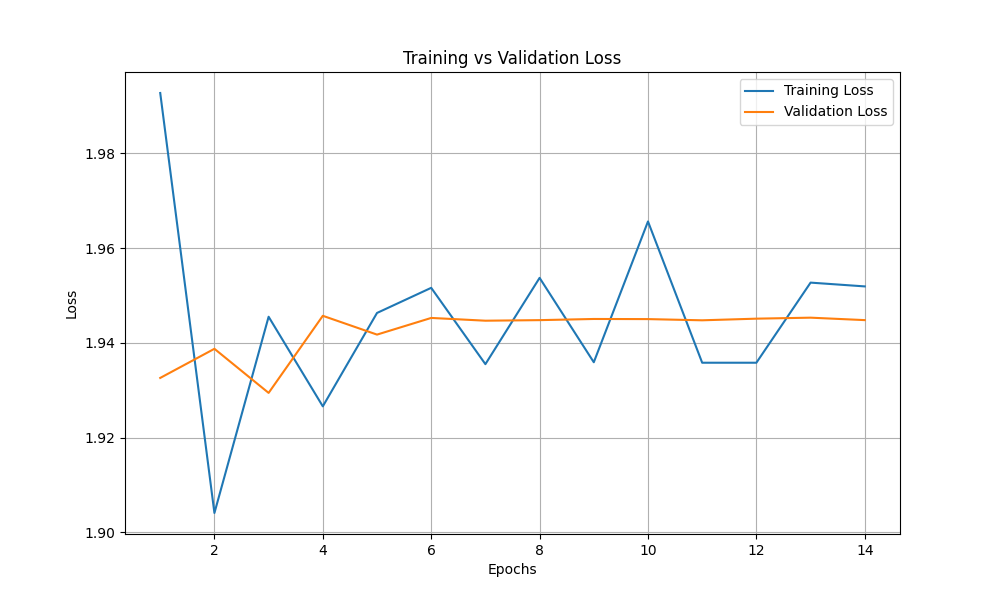 Training vs Validation Loss
Training Loss
Validation Loss
Loss
1.98
1.96
1.94
1.92
1.90
2 4 6 8 10 12 14
Epochs